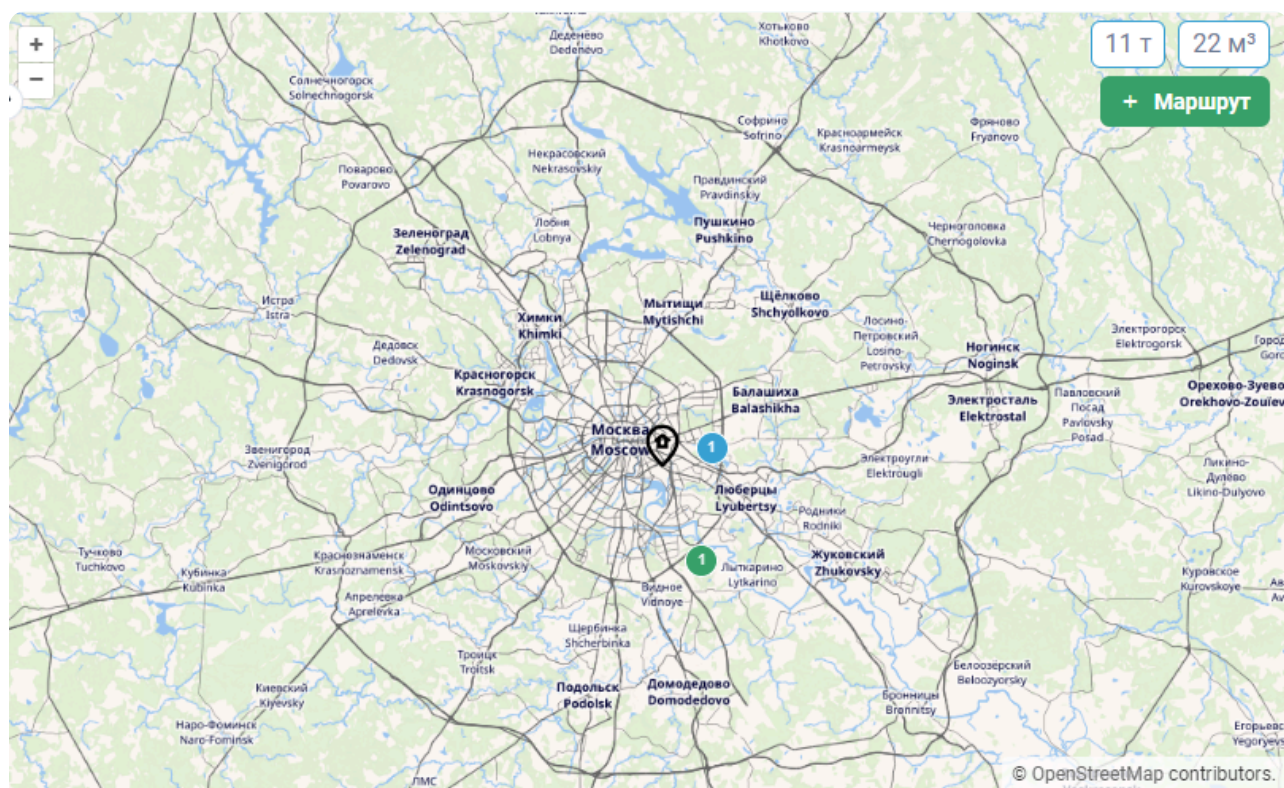 Хотьково
Khotkovo
Деденёво
Dedenevo
11 т
22 м³
+
−
Солнечногорск
Solnechnogorsk
+ Маршрут
Софрино
Sofrino
Красноармейск
Krasnoarmeysk
Фряново
Fryanovo
Некрасовский
Nekrasovskiy
Поварово
Povarovo
Правдинский
Pravdinskiy
Лобня
Lobnya
Пушкино
Pushkino
Зеленоград
Zelenograd
Черноголовка
Chernogolovka
Истра
Istra
Мытищи
Mytishchi
Щёлково
Shchyolkovo
Химки
Khimki
Лосино-
Петровский
Losino-
Petrovsky
Электрогорск
Elektrogorsk
Дедовск
Dedovsk
Ногинск
Noginsk
Красногорск
Krasnogorsk
Балашиха
Balashikha
Орехово-Зуево
Электросталь
Elektrostal
Павловский
Посад
Pavlovsky
Posad
Москва
Moscow
1
Звенигород
Zvenigorod
Электроугли
Elektrougli
Ликино-
Дулёво
Likino-Dulyovo
Одинцово
Odintsovo
Люберцы
Lyubertsy
Родники
Rodniki
Тучково
Tuchkovo
Краснознаменск
Krasnoznamensk
Московский
Moskovskiy
1
Жуковский
Zhukovsky
Лыткарино
Lytkarino
Кубинка
Kubinka
Куровское
Kurovskoye
Видное
Vidnoye
Апрелевка
Aprelevka
Щербинка
Shcherbinka
Троицк
Troitsk
Белоозёрский
Beloozyorsky
Киевский
Kiyevsky
Подольск
Podolsk
Домодедово
Domodedovo
Бронницы
Bronnitsy
Наро-Фоминск
Naro-Fominsk
ЛМС
© OpenStreetMap contributors.